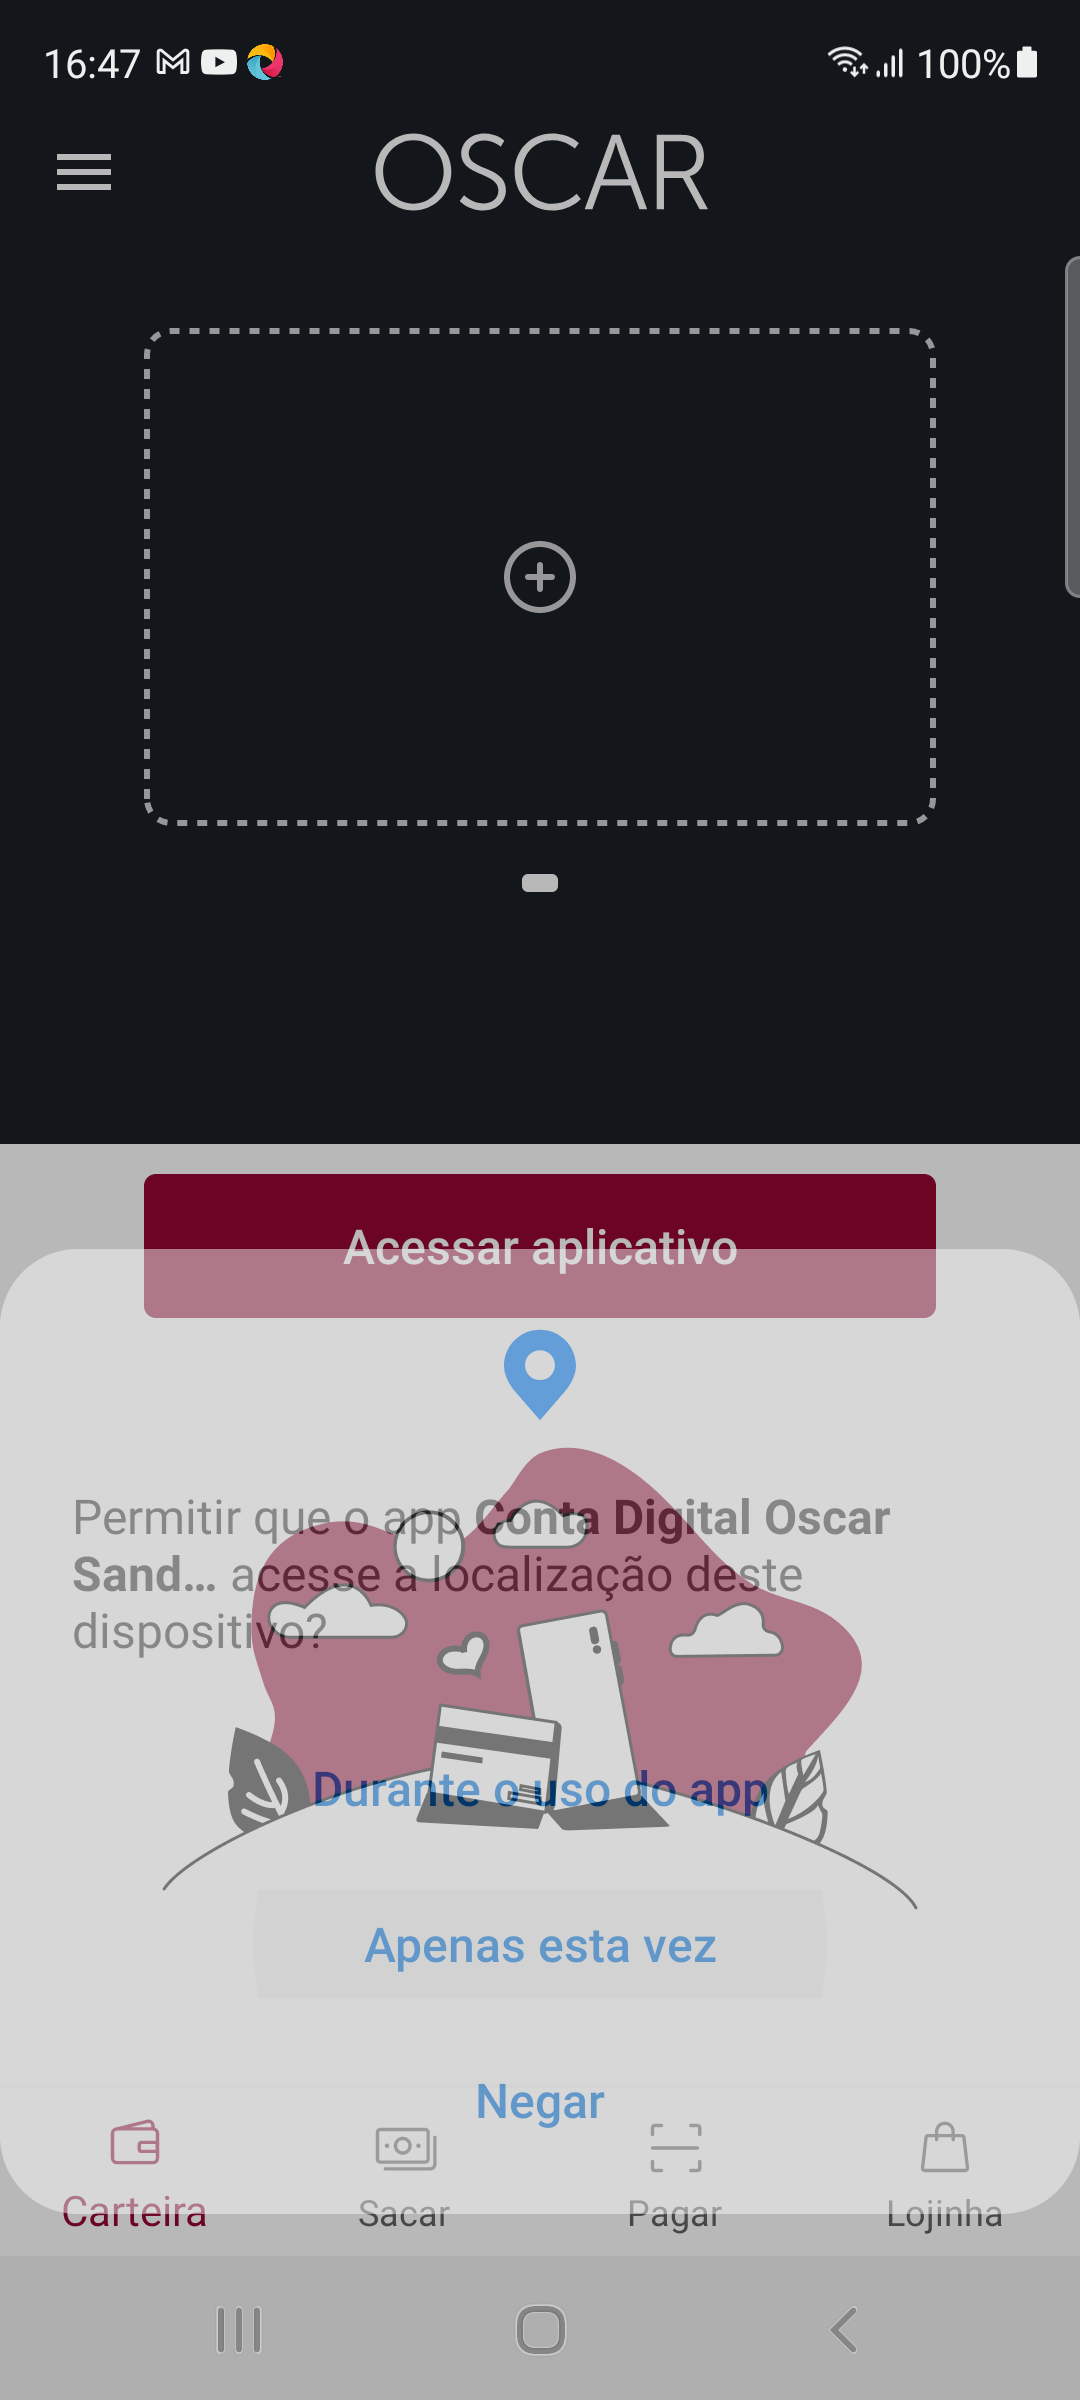 16:47
100%
OSCAR
Acessar aplicativo
Permitir que o app Conta Digital Oscar
Sand... acesse a localização deste
dispositivo?
Durante o uso do app
Apenas esta vez
Negar
Carteira
Sacar
Pagar
Lojinha